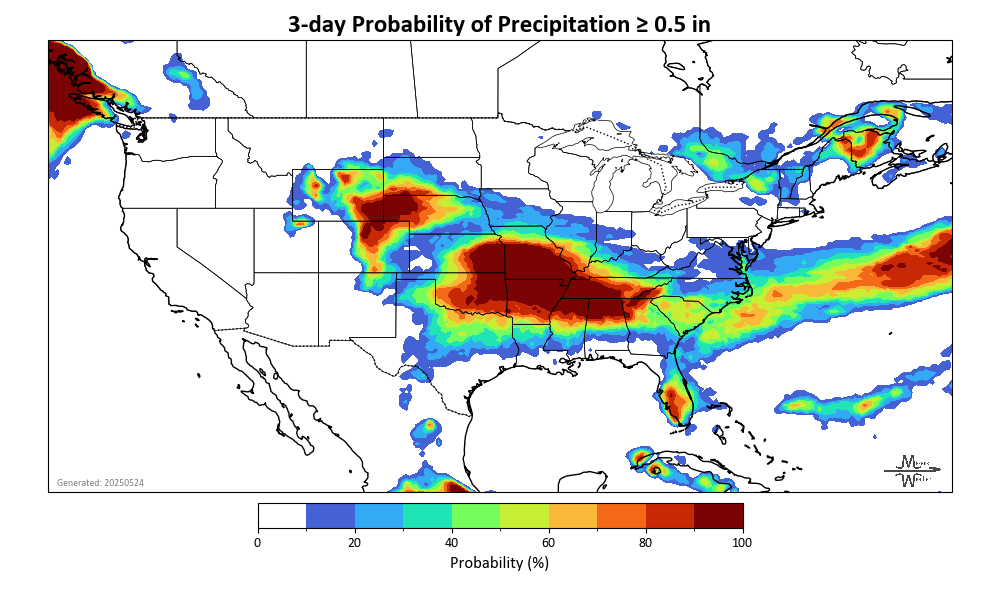 3-day Probability of Precipitation ≥ 0.5 in
Generated: 20250524
0 20 40 60 80 100
Probability (%)